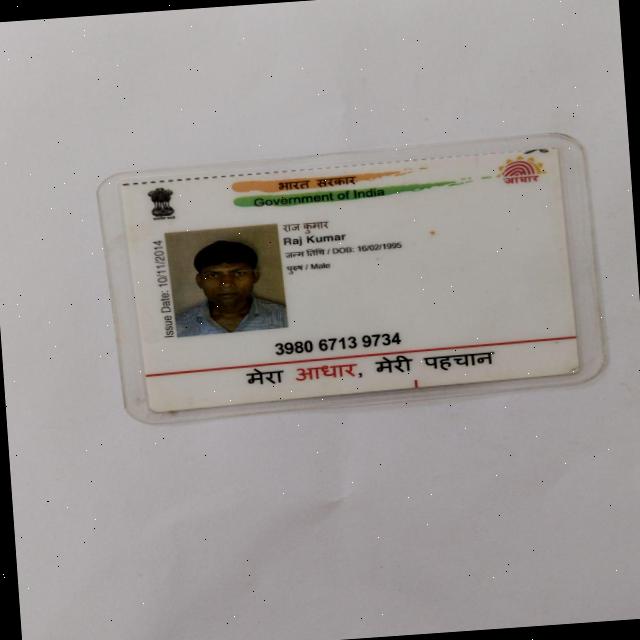 भारत सरकार
Government of India
आधार
Issue Date: 10/11/2014
राज कुमार
Raj Kumar
जन्म तिथि / DOB: 16/02/1995
पुरुष / Male
3980 6713 9734
मेरा आधार, मेरी पहचान